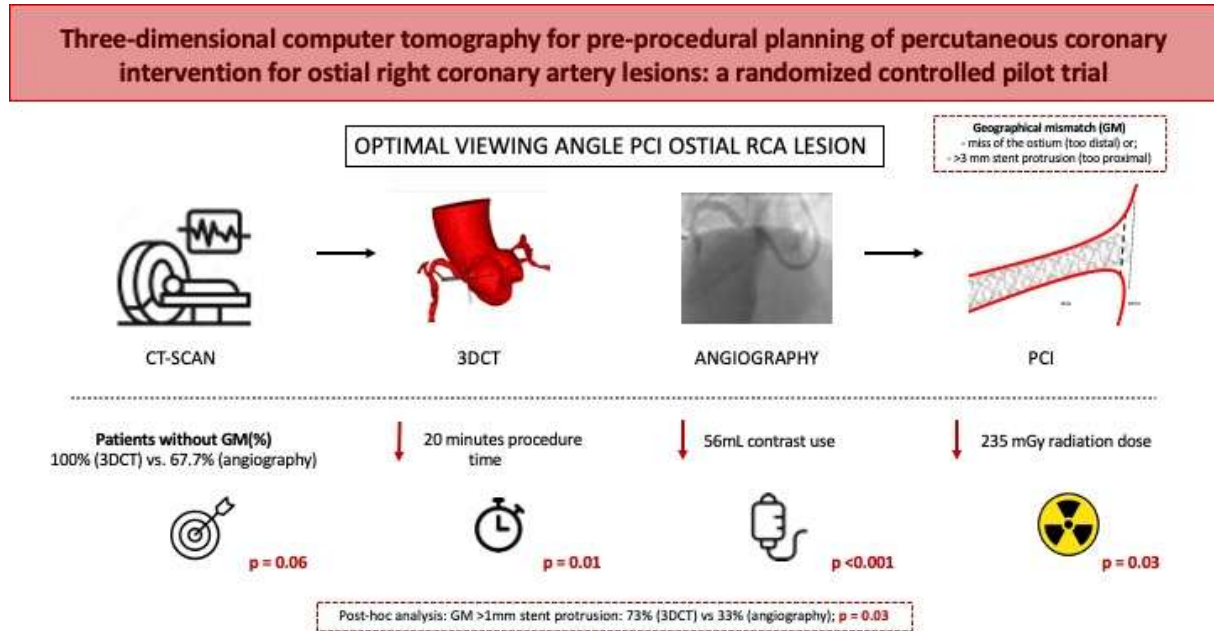 Three-dimensional computer tomography for pre-procedural planning of percutaneous coronary
intervention for ostial right coronary artery lesions: a randomized controlled pilot trial
OPTIMAL VIEWING ANGLE PCI OSTIAL RCA LESION
Geographical mismatch (GM)
- miss of the ostium (too distal) or;
- >3 mm stent protrusion (too proximal)
CT-SCAN
3DCT
ANGIOGRAPHY
PCI
Patients without GM(%)
100% (3DCT) vs. 67.7% (angiography)
p = 0.06
20 minutes procedure
time
p = 0.01
56mL contrast use
p <0.001
235 mGy radiation dose
p = 0.03
Post-hoc analysis: GM >1mm stent protrusion: 73% (3DCT) vs 33% (angiography); p = 0.03